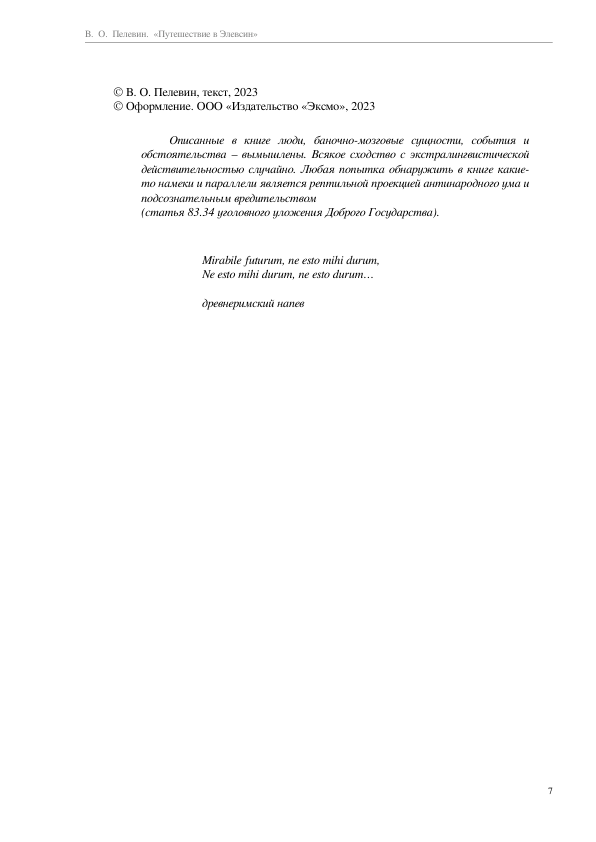 В. О. Пелевин. «Путешествие в Элевсин»
© В. О. Пелевин, текст, 2023
© Оформление. ООО «Издательство «Эксмо», 2023
Описанные в книге люди, баночно-мозговые сущности, события и
обстоятельства – вымышлены. Всякое сходство с экстралингвистической
действительностью случайно. Любая попытка обнаружить в книге какие-
то намеки и параллели является рептильной проекцией антинародного ума и
подсознательным вредительством
(статья 83.34 уголовного уложения Доброго Государства).
Mirabile futurum, ne esto mihi durum,
Ne esto mihi durum, ne esto durum…
древнеримский напев
7